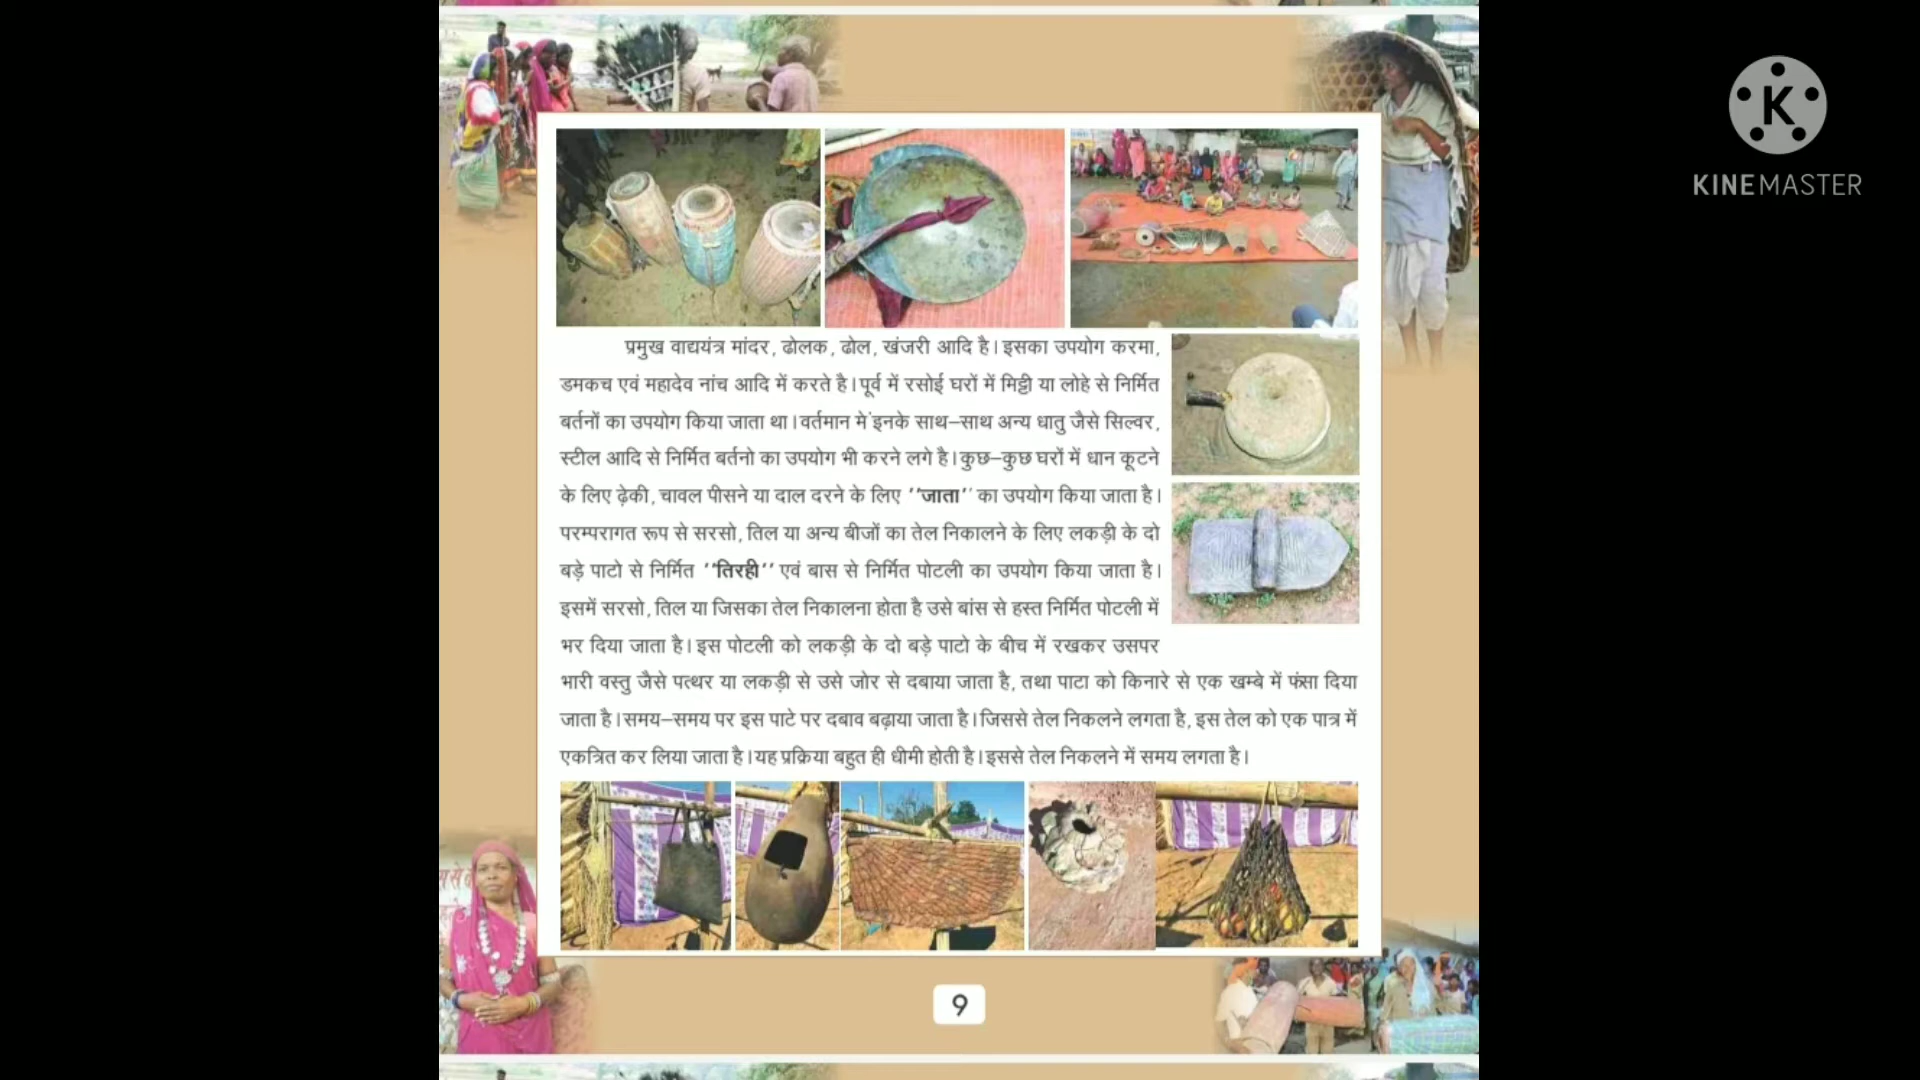 KINEMASTER
प्रमुख वाद्ययंत्र मांदर, ढोलक, ढोल, खंजरी आदि है। इसका उपयोग करमा,
डमकच एवं महादेव नांच आदि में करते है। पूर्व में रसोई घरों में मिट्टी या लोहे से निर्मित
बर्तनों का उपयोग किया जाता था। वर्तमान में इनके साथ–साथ अन्य धातु जैसे सिल्वर,
स्टील आदि से निर्मित बर्तनो का उपयोग भी करने लगे है। कुछ–कुछ घरों में धान कूटने
के लिए ढ़ेकी, चावल पीसने या दाल दरने के लिए ''जाता'' का उपयोग किया जाता है।
परम्परागत रूप से सरसो, तिल या अन्य बीजों का तेल निकालने के लिए लकड़ी के दो
बड़े पाटो से निर्मित ''तिरही'' एवं बास से निर्मित पोटली का उपयोग किया जाता है।
इसमें सरसो, तिल या जिसका तेल निकालना होता है उसे बांस से हस्त निर्मित पोटली में
भर दिया जाता है। इस पोटली को लकड़ी के दो बड़े पाटो के बीच में रखकर उसपर
भारी वस्तु जैसे पत्थर या लकड़ी से उसे जोर से दबाया जाता है, तथा पाटा को किनारे से एक खम्बे में फंसा दिया
जाता है। समय–समय पर इस पाटे पर दबाव बढ़ाया जाता है। जिससे तेल निकलने लगता है, इस तेल को एक पात्र में
एकत्रित कर लिया जाता है। यह प्रक्रिया बहुत ही धीमी होती है। इससे तेल निकलने में समय लगता है।
9